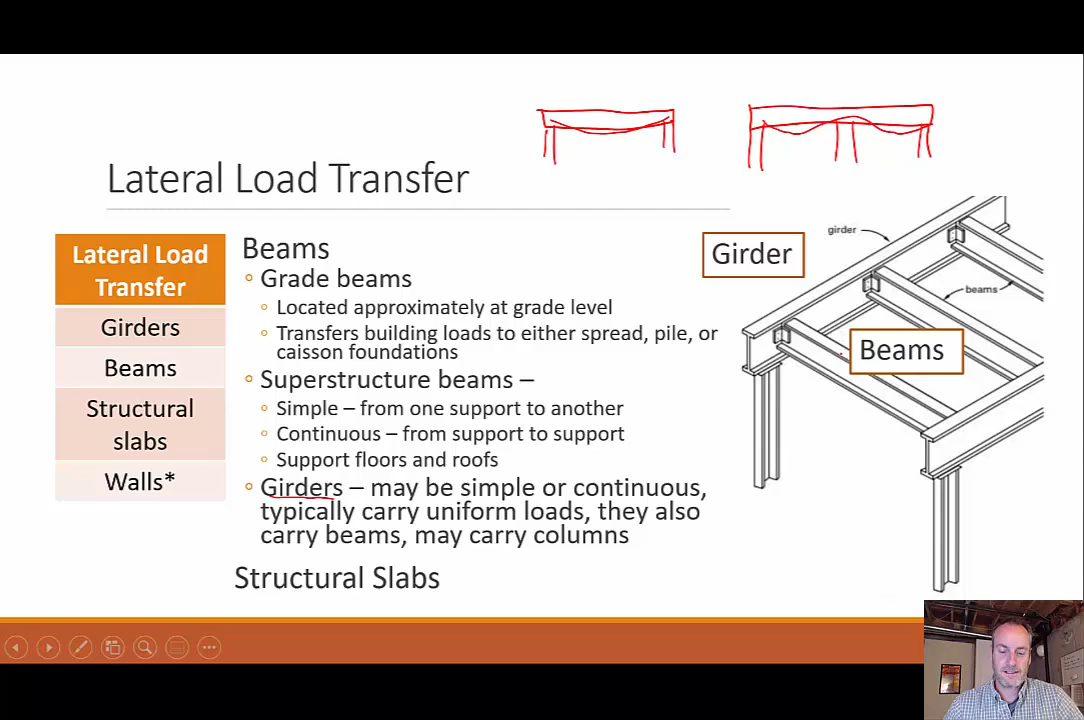 Lateral Load Transfer
Lateral Load
Transfer
Girders
Beams
Structural
slabs
Walls*
Beams
Grade beams
Located approximately at grade level
Transfers building loads to either spread, pile, or
caisson foundations
Superstructure beams –
Simple – from one support to another
Continuous – from support to support
Support floors and roofs
Girders – may be simple or continuous,
typically carry uniform loads, they also
carry beams, may carry columns
Structural Slabs
Girder
girder
beams
Beams